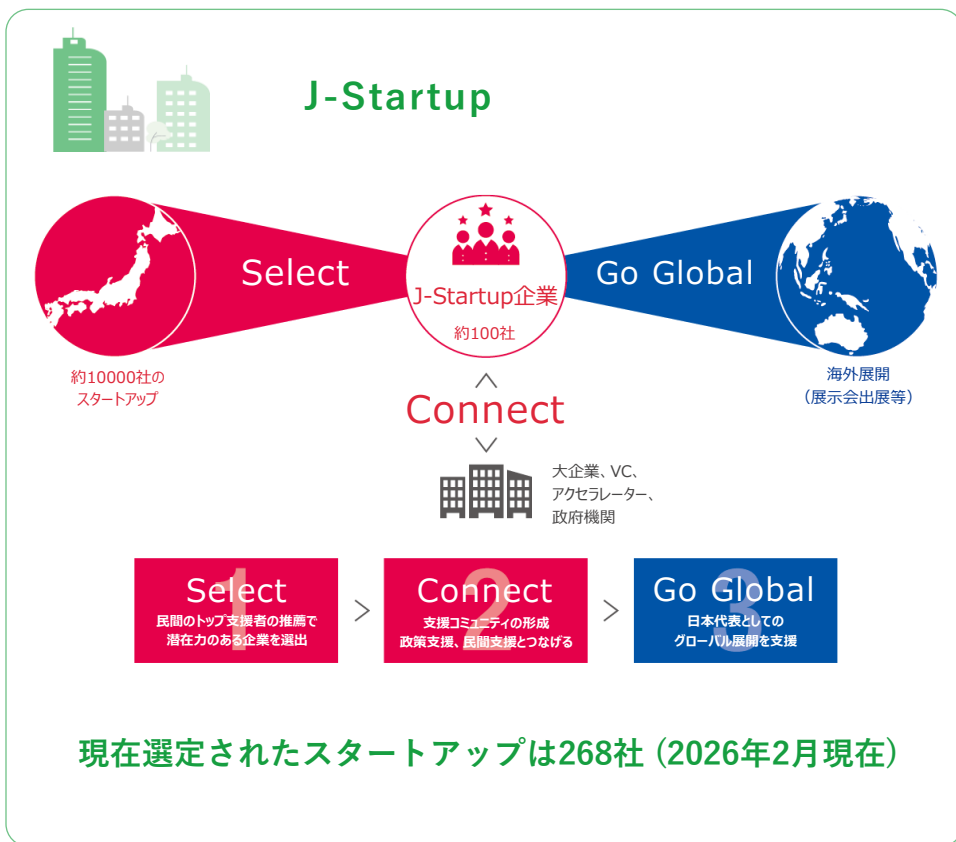 J-Startup
Select
J-Startup企業
約100社
Go Global
約10000社の
スタートアップ
海外展開
（展示会出展等）
Connect
大企業、VC、
アクセラレーター、
政府機関
1
Select
民間のトップ支援者の推薦で
潜在力のある企業を選出
>
2
Connect
支援コミュニティの形成
政策支援、民間支援とつなげる
>
3
Go Global
日本代表としての
グローバル展開を支援
現在選定されたスタートアップは268社 (2026年2月現在)